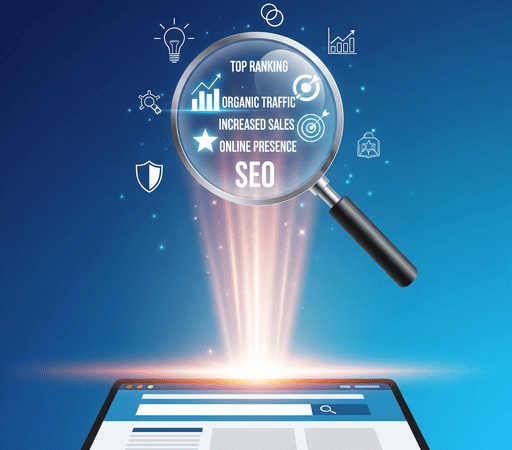 TOP RANKING
ORGANIC TRAFFIC
INCREASED SALES
ONLINE PRESENCE
SEO